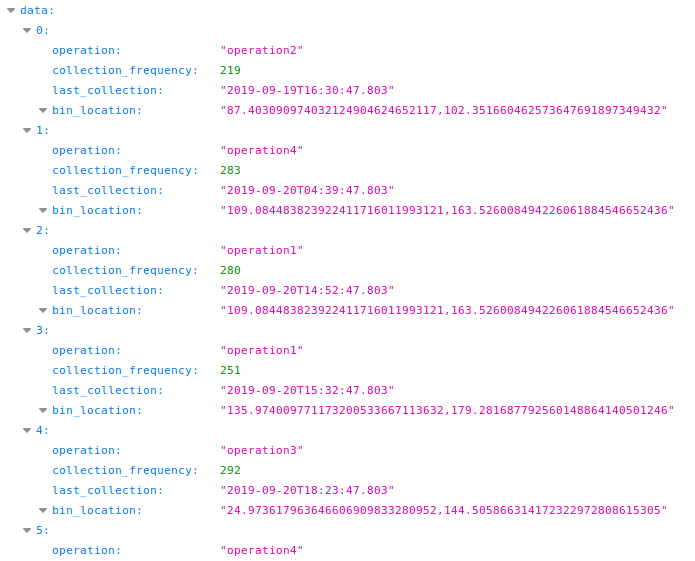 data:
0:
operation: "operation2"
collection_frequency: 219
last_collection: "2019-09-19T16:30:47.803"
bin_location: "87.403090974032124904624652117,102.351660462573647691897349432"
1:
operation: "operation4"
collection_frequency: 283
last_collection: "2019-09-20T04:39:47.803"
bin_location: "109.084483823922411716011993121,163.526008494226061884546652436"
2:
operation: "operation1"
collection_frequency: 280
last_collection: "2019-09-20T14:52:47.803"
bin_location: "109.084483823922411716011993121,163.526008494226061884546652436"
3:
operation: "operation1"
collection_frequency: 251
last_collection: "2019-09-20T15:32:47.803"
bin_location: "135.974009771173200533667113632,179.281687792560148864140501246"
4:
operation: "operation3"
collection_frequency: 292
last_collection: "2019-09-20T18:23:47.803"
bin_location: "24.973617963646606909833280952,144.505866314172322972808615305"
5:
operation: "operation4"